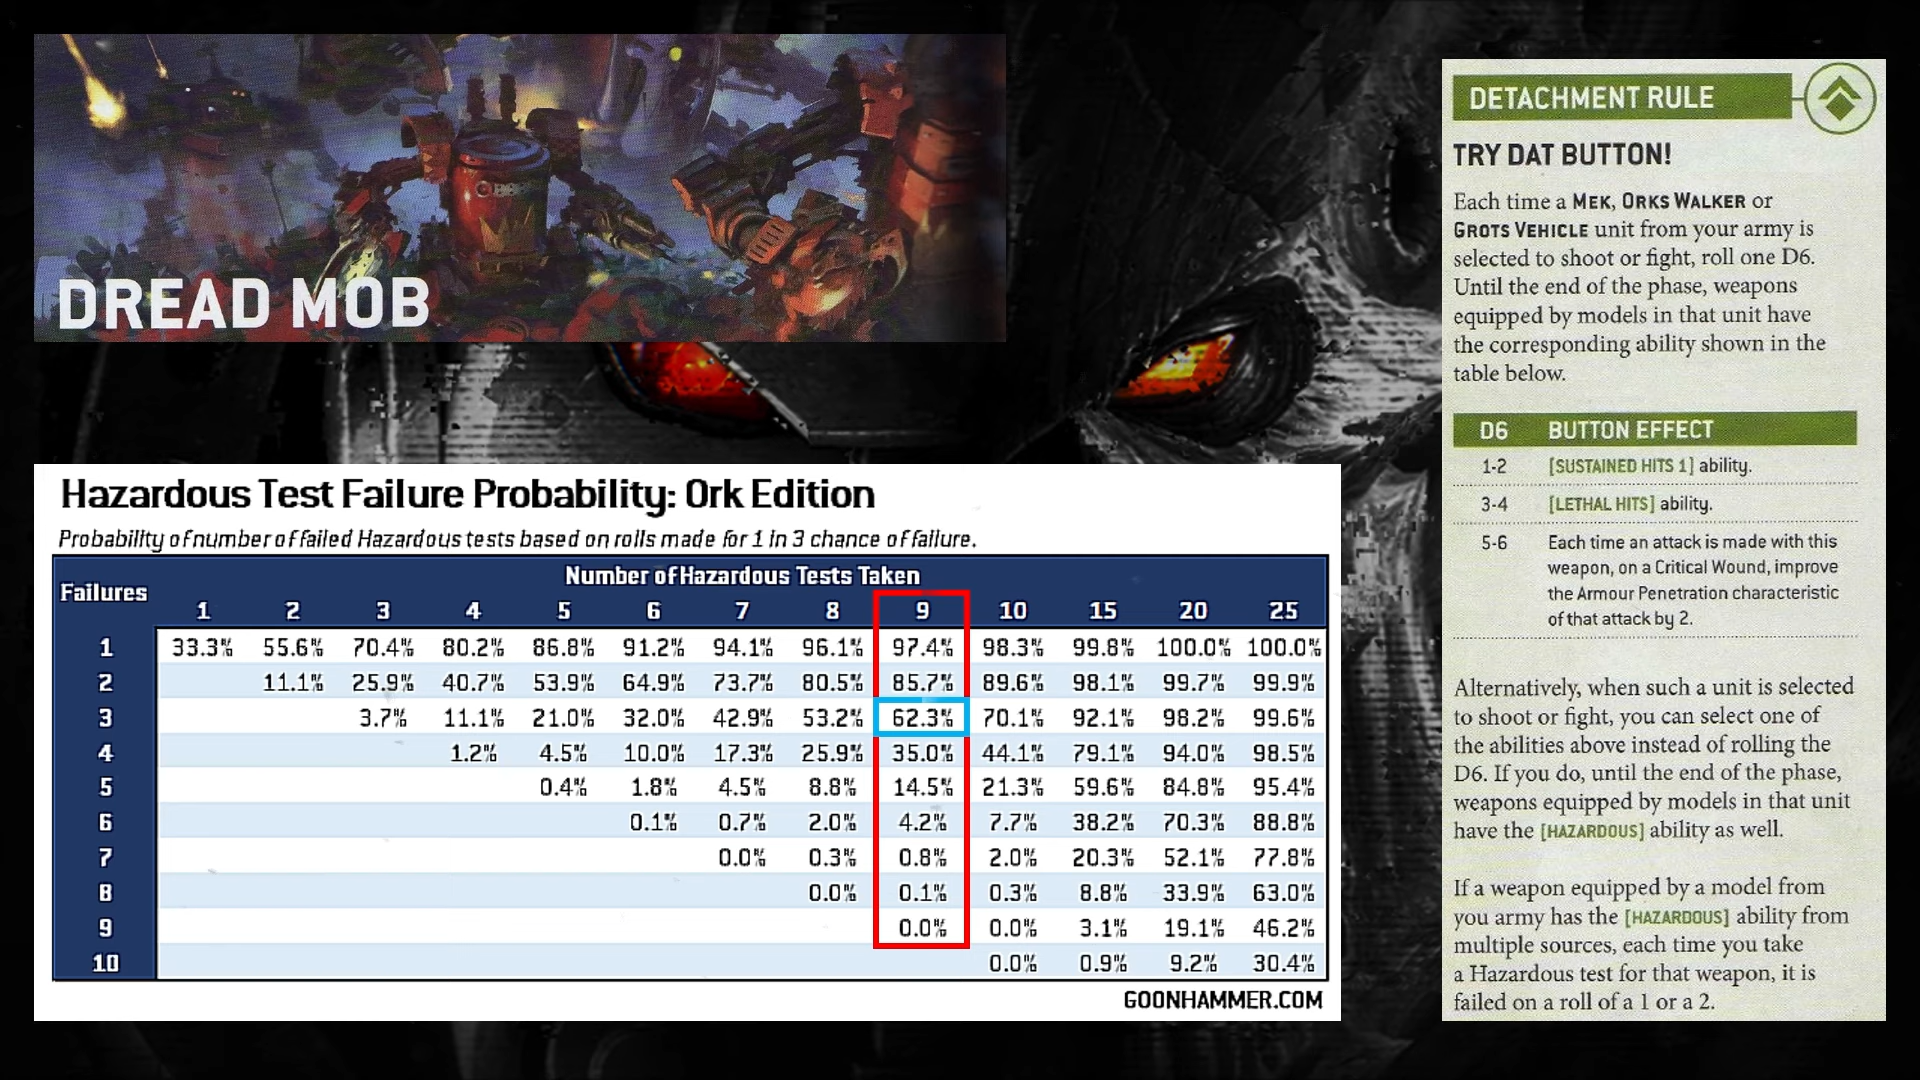 DREAD MOB
Hazardous Test Failure Probability: Ork Edition
Probability of number of failed Hazardous tests based on rolls made for 1 in 3 chance of failure.
Failures
Number of Hazardous Tests Taken
1 2 3 4 5 6 7 8 9 10 15 20 25
1 33.3% 55.6% 70.4% 80.2% 86.8% 91.2% 94.1% 96.1% 97.4% 98.3% 99.8% 100.0% 100.0%
2 11.1% 25.9% 40.7% 53.9% 64.9% 73.7% 80.5% 85.7% 89.6% 98.1% 99.7% 99.9%
3 3.7% 11.1% 21.0% 32.0% 42.9% 53.2% 62.3% 70.1% 92.1% 98.2% 99.6%
4 1.2% 4.5% 10.0% 17.3% 25.9% 35.0% 44.1% 79.1% 94.0% 98.5%
5 0.4% 1.8% 4.5% 8.8% 14.5% 21.3% 59.6% 84.8% 95.4%
6 0.1% 0.7% 2.0% 4.2% 7.7% 38.2% 70.3% 88.8%
7 0.0% 0.3% 0.8% 2.0% 20.3% 52.1% 77.8%
8 0.0% 0.1% 0.3% 8.8% 33.9% 63.0%
9 0.0% 0.0% 3.1% 19.1% 46.2%
10 0.0% 0.9% 9.2% 30.4%
GOONHAMMER.COM
DETACHMENT RULE
TRY DAT BUTTON!
Each time a MEK, ORKS WALKER or
GROTS VEHICLE unit from your army is
selected to shoot or fight, roll one D6.
Until the end of the phase, weapons
equipped by models in that unit have
the corresponding ability shown in the
table below.
D6 BUTTON EFFECT
1-2 [SUSTAINED HITS 1] ability.
3-4 [LETHAL HITS] ability.
5-6 Each time an attack is made with this
weapon, on a Critical Wound, improve
the Armour Penetration characteristic
of that attack by 2.
Alternatively, when such a unit is selected
to shoot or fight, you can select one of
the abilities above instead of rolling the
D6. If you do, until the end of the phase,
weapons equipped by models in that unit
have the [HAZARDOUS] ability as well.
If a weapon equipped by a model from
you army has the [HAZARDOUS] ability from
multiple sources, each time you take
a Hazardous test for that weapon, it is
failed on a roll of a 1 or a 2.